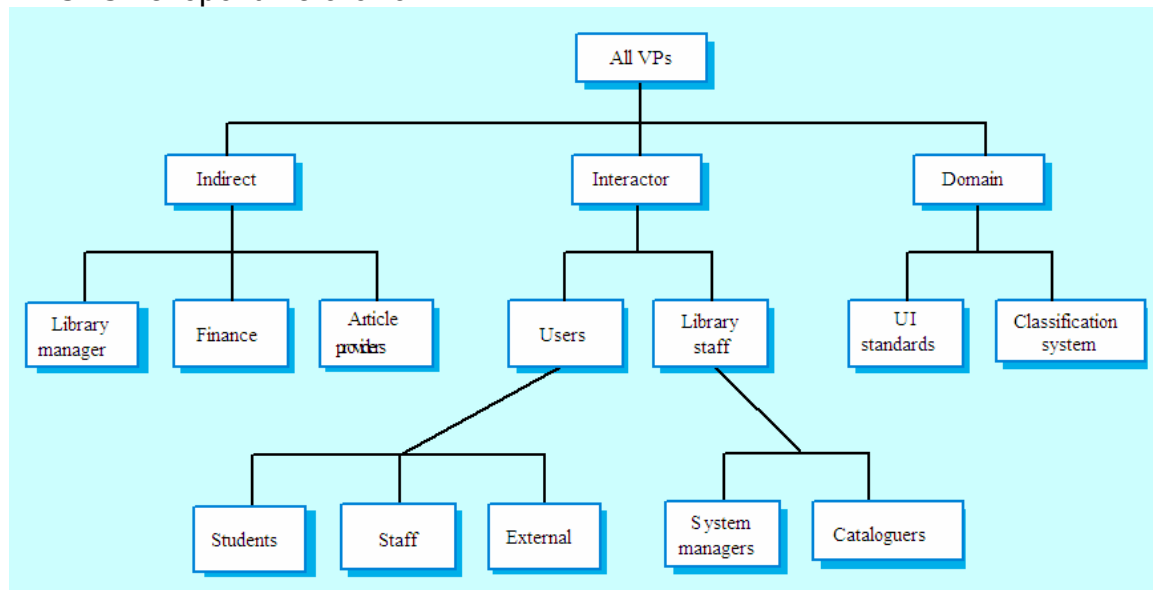 All VPs
Indirect
Interactor
Domain
Library
manager
Finance
Article
providers
Users
Library
staff
UI
standards
Classification
system
Students
Staff
External
System
managers
Cataloguers